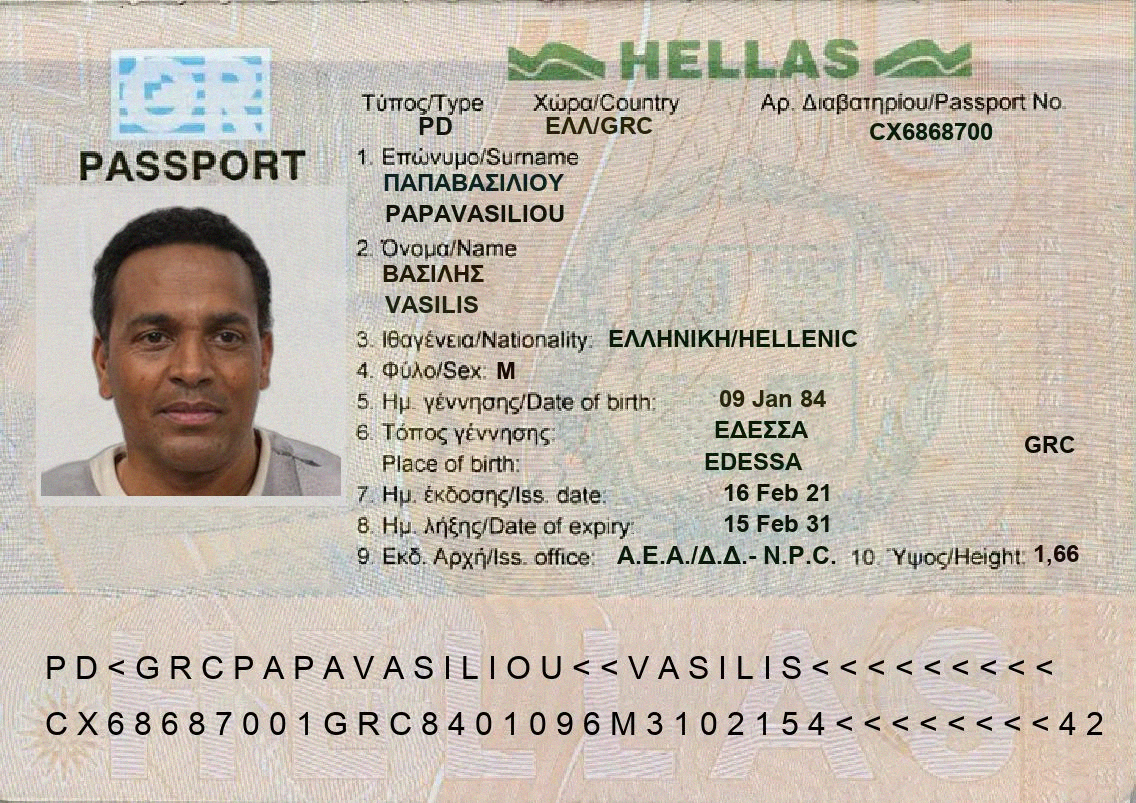 GR
HELLAS
PASSPORT
Τύπος/Type Χώρα/Country Αρ. Διαβατηρίου/Passport No.
PD ΕΛΛ/GRC CX6868700
1. Επώνυμο/Surname
ΠΑΠΑΒΑΣΙΛΙΟΥ
PAPAVASILIOU
2. Όνομα/Name
ΒΑΣΙΛΗΣ
VASILIS
3. Ιθαγένεια/Nationality: ΕΛΛΗΝΙΚΗ/HELLENIC
4. Φύλο/Sex: M
5. Ημ. γέννησης/Date of birth: 09 Jan 84
6. Τόπος γέννησης: ΕΔΕΣΣΑ
GRC
Place of birth: EDESSA
7. Ημ. έκδοσης/Iss. date: 16 Feb 21
8. Ημ. λήξης/Date of expiry: 15 Feb 31
9 Εκδ. Αρχή/Iss. office: Α.Ε.Α./Δ.Δ.- N.P.C. 10. Ύψος/Height: 1,66
HELLAS
PD<GRCPAPAVASILIOU<<VASILIS<<<<<<<<<
CX68687001GRC8401096M3102154<<<<<<<<42